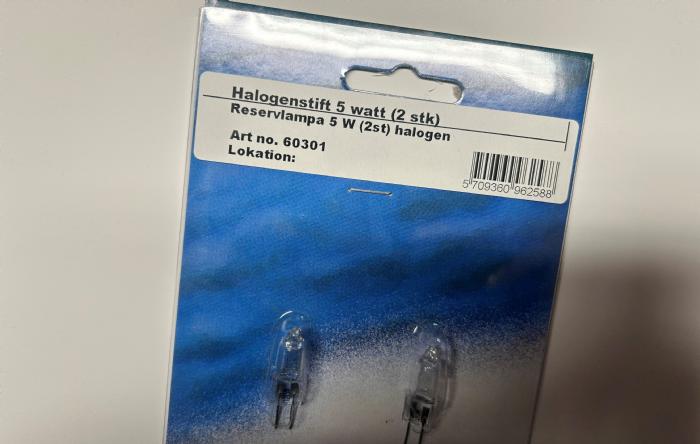 Halogenstift 5 watt (2 stk)
Reservlampa 5 W (2st) halogen
Art no. 60301
Lokation:
5 709360 962588